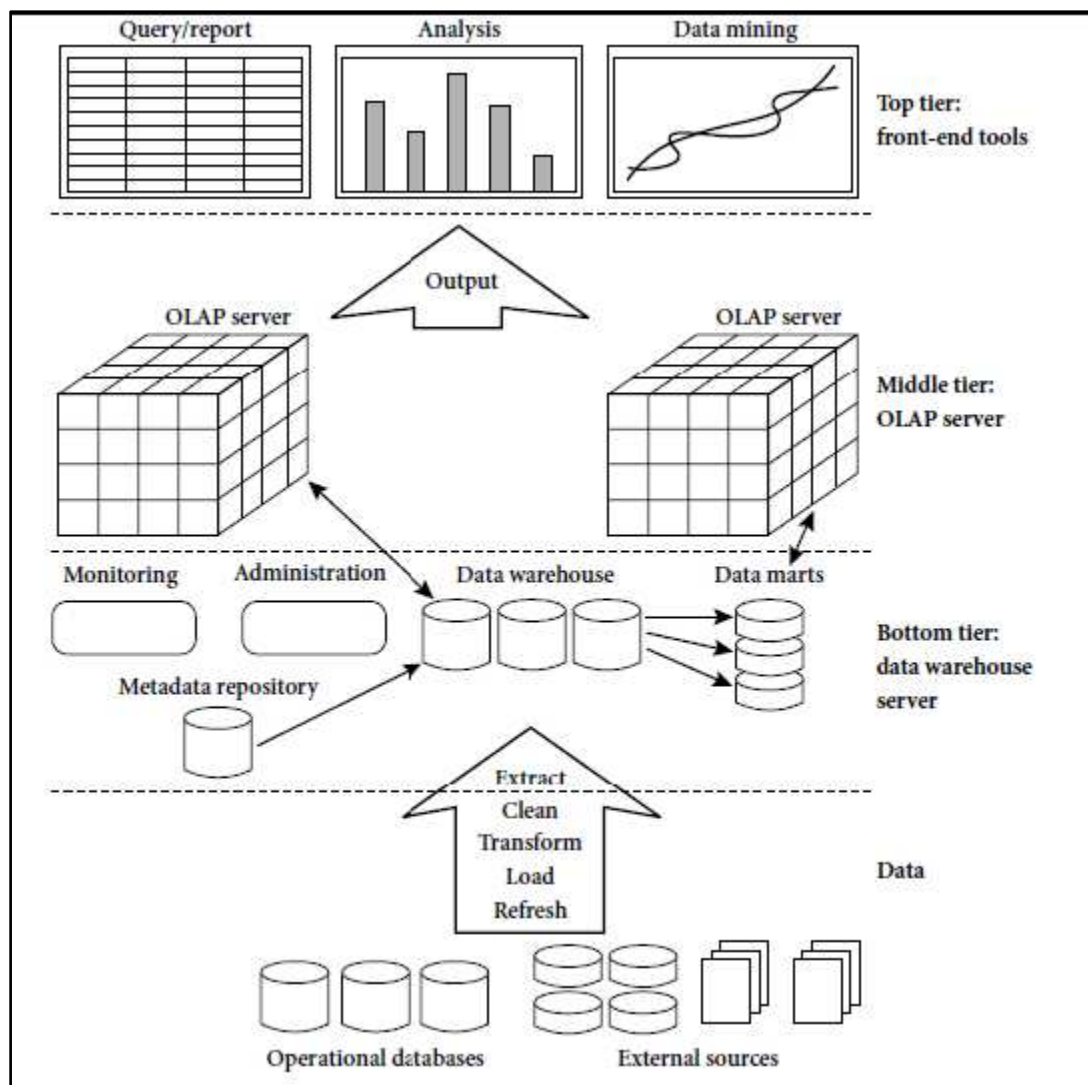 Query/report
Analysis
Data mining
Top tier:
front-end tools
Output
OLAP server
OLAP server
Middle tier:
OLAP server
Monitoring
Administration
Data warehouse
Data marts
Bottom tier:
data warehouse
server
Metadata repository
Extract
Clean
Transform
Load
Refresh
Data
Operational databases
External sources